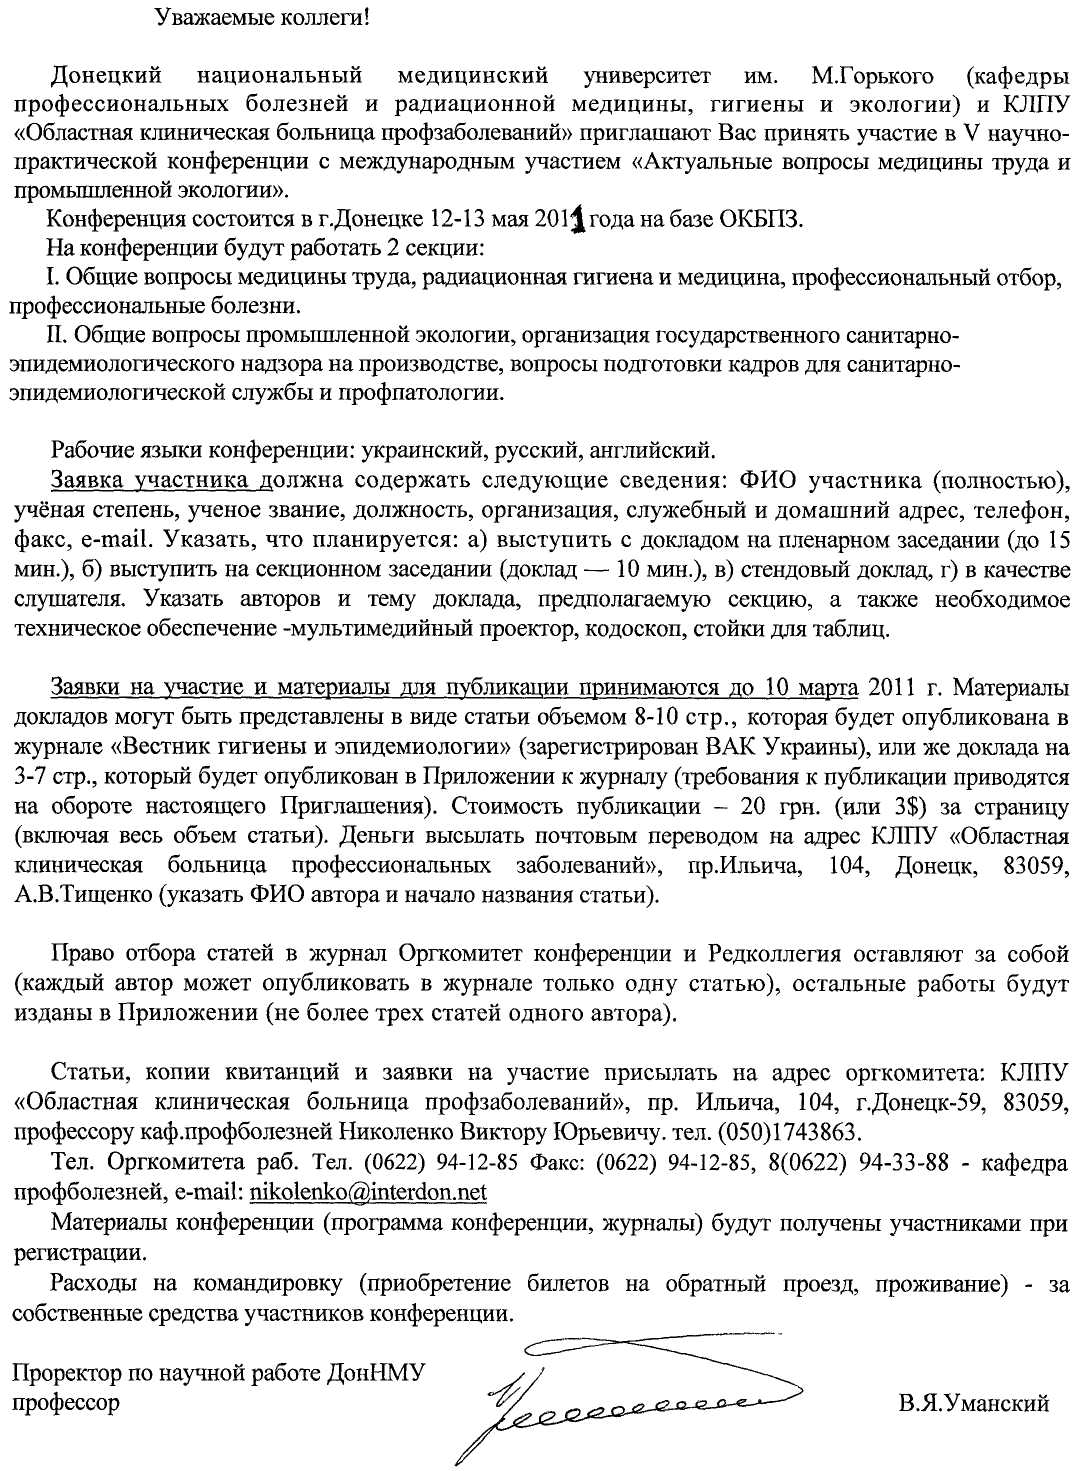 Уважаемые коллеги!
Донецкий национальный медицинский университет им. М.Горького (кафедры
профессиональных болезней и радиационной медицины, гигиены и экологии) и КЛПУ
«Областная клиническая больница профзаболеваний» приглашают Вас принять участие в V научно-
практической конференции с международным участием «Актуальные вопросы медицины труда и
промышленной экологии».
Конференция состоится в г.Донецке 12-13 мая 2011 года на базе ОКБПЗ.
На конференции будут работать 2 секции:
I. Общие вопросы медицины труда, радиационная гигиена и медицина, профессиональный отбор,
профессиональные болезни.
II. Общие вопросы промышленной экологии, организация государственного санитарно-
эпидемиологического надзора на производстве, вопросы подготовки кадров для санитарно-
эпидемиологической службы и профпатологии.
Рабочие языки конференции: украинский, русский, английский.
Заявка участника должна содержать следующие сведения: ФИО участника (полностью),
учёная степень, ученое звание, должность, организация, служебный и домашний адрес, телефон,
факс, e-mail. Указать, что планируется: а) выступить с докладом на пленарном заседании (до 15
мин.), б) выступить на секционном заседании (доклад — 10 мин.), в) стендовый доклад, г) в качестве
слушателя. Указать авторов и тему доклада, предполагаемую секцию, а также необходимое
техническое обеспечение -мультимедийный проектор, кодоскоп, стойки для таблиц.
Заявки на участие и материалы для публикации принимаются до 10 марта 2011 г. Материалы
докладов могут быть представлены в виде статьи объемом 8-10 стр., которая будет опубликована в
журнале «Вестник гигиены и эпидемиологии» (зарегистрирован ВАК Украины), или же доклада на
3-7 стр., который будет опубликован в Приложении к журналу (требования к публикации приводятся
на обороте настоящего Приглашения). Стоимость публикации – 20 грн. (или 3$) за страницу
(включая весь объем статьи). Деньги высылать почтовым переводом на адрес КЛПУ «Областная
клиническая больница профессиональных заболеваний», пр.Ильича, 104, Донецк, 83059,
А.В.Тищенко (указать ФИО автора и начало названия статьи).
Право отбора статей в журнал Оргкомитет конференции и Редколлегия оставляют за собой
(каждый автор может опубликовать в журнале только одну статью), остальные работы будут
изданы в Приложении (не более трех статей одного автора).
Статьи, копии квитанций и заявки на участие присылать на адрес оргкомитета: КЛПУ
«Областная клиническая больница профзаболеваний», пр. Ильича, 104, г.Донецк-59, 83059,
профессору каф.профболезней Николенко Виктору Юрьевичу. тел. (050)1743863.
Тел. Оргкомитета раб. Тел. (0622) 94-12-85 Факс: (0622) 94-12-85, 8(0622) 94-33-88 - кафедра
профболезней, e-mail: nikolenko@interdon.net
Материалы конференции (программа конференции, журналы) будут получены участниками при
регистрации.
Расходы на командировку (приобретение билетов на обратный проезд, проживание) - за
собственные средства участников конференции.
Проректор по научной работе ДонНМУ
профессор В.Я.Уманский